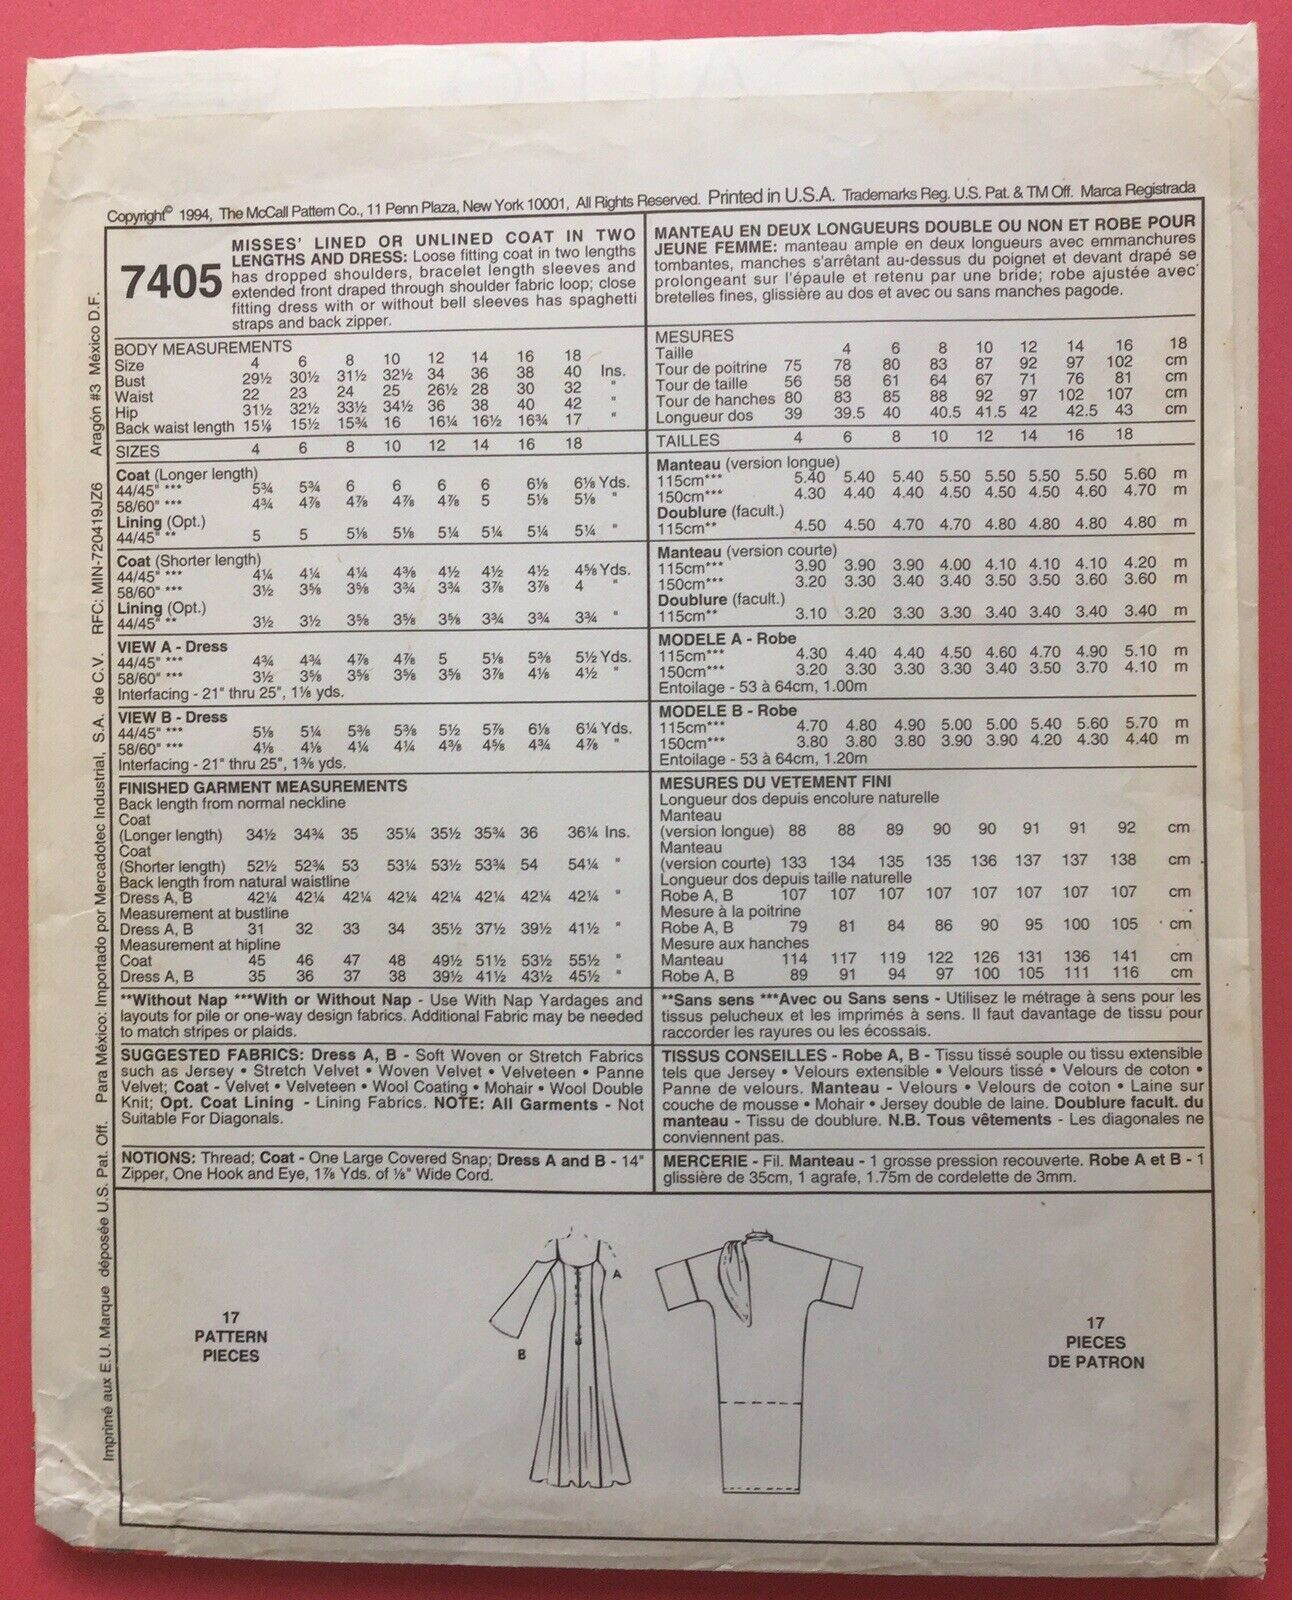 Copyright© 1994, The McCall Pattern Co., 11 Penn Plaza, New York 10001, All Rights Reserved. Printed in U.S.A. Trademarks Reg. U.S. Pat. & TM Off. Marca Registrada
7405
MISSES' LINED OR UNLINED COAT IN TWO
LENGTHS AND DRESS: Loose fitting coat in two lengths
has dropped shoulders, bracelet length sleeves and
extended front draped through shoulder fabric loop; close
fitting dress with or without bell sleeves has spaghetti
straps and back zipper.
BODY MEASUREMENTS
Size 4 6 8 10 12 14 16 18
Bust 29½ 30½ 31½ 32½ 34 36 38 40 Ins.
Waist 22 23 24 25 26½ 28 30 32 "
Hip 31½ 32½ 33½ 34½ 36 38 40 42 "
Back waist length 15¼ 15½ 15¾ 16 16¼ 16½ 16¾ 17 "
SIZES 4 6 8 10 12 14 16 18
Coat (Longer length)
44/45" *** 5¾ 5¾ 6 6 6 6 6⅛ 6⅛ Yds.
58/60" *** 4¾ 4⅞ 4⅞ 4⅞ 4⅞ 5 5⅛ 5⅛ "
Lining (Opt.)
44/45" ** 5 5 5⅛ 5⅛ 5¼ 5¼ 5¼ 5¼ "
Coat (Shorter length)
44/45" *** 4¼ 4¼ 4¼ 4⅜ 4½ 4½ 4½ 4⅝ Yds.
58/60" *** 3½ 3⅝ 3⅝ 3¾ 3¾ 3⅞ 3⅞ 4 "
Lining (Opt.)
44/45" ** 3½ 3½ 3⅝ 3⅝ 3⅝ 3¾ 3¾ 3¾ "
VIEW A - Dress
44/45" *** 4¾ 4¾ 4⅞ 4⅞ 5 5⅛ 5⅜ 5½ Yds.
58/60" *** 3½ 3⅝ 3⅝ 3⅝ 3⅝ 3⅞ 4⅛ 4½ "
Interfacing - 21" thru 25", 1⅛ yds.
VIEW B - Dress
44/45" *** 5⅛ 5¼ 5⅜ 5⅜ 5½ 5⅞ 6⅛ 6¼ Yds.
58/60" *** 4⅛ 4⅛ 4¼ 4¼ 4⅜ 4⅝ 4¾ 4⅞ "
Interfacing - 21" thru 25", 1⅜ yds.
FINISHED GARMENT MEASUREMENTS
Back length from normal neckline
Coat
(Longer length) 34½ 34¾ 35 35¼ 35½ 35¾ 36 36¼ Ins.
Coat
(Shorter length) 52½ 52¾ 53 53¼ 53½ 53¾ 54 54¼ "
Back length from natural waistline
Dress A, B 42¼ 42¼ 42¼ 42¼ 42¼ 42¼ 42¼ 42¼ "
Measurement at bustline
Dress A, B 31 32 33 34 35½ 37½ 39½ 41½ "
Measurement at hipline
Coat 45 46 47 48 49½ 51½ 53½ 55½ "
Dress A, B 35 36 37 38 39½ 41½ 43½ 45½ "
**Without Nap ***With or Without Nap - Use With Nap Yardages and
layouts for pile or one-way design fabrics. Additional Fabric may be needed
to match stripes or plaids.
SUGGESTED FABRICS: Dress A, B - Soft Woven or Stretch Fabrics
such as Jersey • Stretch Velvet • Woven Velvet • Velveteen • Panne
Velvet; Coat - Velvet • Velveteen • Wool Coating • Mohair • Wool Double
Knit; Opt. Coat Lining - Lining Fabrics. NOTE: All Garments - Not
Suitable For Diagonals.
NOTIONS: Thread; Coat - One Large Covered Snap; Dress A and B - 14"
Zipper, One Hook and Eye, 1⅞ Yds. of ⅛" Wide Cord.
MANTEAU EN DEUX LONGUEURS DOUBLE OU NON ET ROBE POUR
JEUNE FEMME: manteau ample en deux longueurs avec emmanchures
tombantes, manches s'arrêtant au-dessus du poignet et devant drapé se
prolongeant sur l'épaule et retenu par une bride; robe ajustée avec
bretelles fines, glissière au dos et avec ou sans manches pagode.
MESURES
Taille 4 6 8 10 12 14 16 18
Tour de poitrine 75 78 80 83 87 92 97 102 cm
Tour de taille 56 58 61 64 67 71 76 81 cm
Tour de hanches 80 83 85 88 92 97 102 107 cm
Longueur dos 39 39.5 40 40.5 41.5 42 42.5 43 cm
TAILLES 4 6 8 10 12 14 16 18
Manteau (version longue)
115cm*** 5.40 5.40 5.40 5.50 5.50 5.50 5.50 5.60 m
150cm*** 4.30 4.40 4.40 4.50 4.50 4.50 4.60 4.70 m
Doublure (facult.)
115cm** 4.50 4.50 4.70 4.70 4.80 4.80 4.80 4.80 m
Manteau (version courte)
115cm*** 3.90 3.90 3.90 4.00 4.10 4.10 4.10 4.20 m
150cm*** 3.20 3.30 3.40 3.40 3.50 3.50 3.60 3.60 m
Doublure (facult.)
115cm** 3.10 3.20 3.30 3.30 3.40 3.40 3.40 3.40 m
MODELE A - Robe
115cm*** 4.30 4.40 4.40 4.50 4.60 4.70 4.90 5.10 m
150cm*** 3.20 3.30 3.30 3.30 3.40 3.50 3.70 4.10 m
Entoilage - 53 à 64cm, 1.00m
MODELE B - Robe
115cm*** 4.70 4.80 4.90 5.00 5.00 5.40 5.60 5.70 m
150cm*** 3.80 3.80 3.80 3.90 3.90 4.20 4.30 4.40 m
Entoilage - 53 à 64cm, 1.20m
MESURES DU VETEMENT FINI
Longueur dos depuis encolure naturelle
Manteau
(version longue) 88 88 89 90 90 91 91 92 cm
Manteau
(version courte) 133 134 135 135 136 137 137 138 cm
Longueur dos depuis taille naturelle
Robe A, B 107 107 107 107 107 107 107 107 cm
Mesure à la poitrine
Robe A, B 79 81 84 86 90 95 100 105 cm
Mesure aux hanches
Manteau 114 117 119 122 126 131 136 141 cm
Robe A, B 89 91 94 97 100 105 111 116 cm
**Sans sens ***Avec ou Sans sens - Utilisez le métrage à sens pour les
tissus pelucheux et les imprimés à sens. Il faut davantage de tissu pour
raccorder les rayures ou les écossais.
TISSUS CONSEILLES - Robe A, B - Tissu tissé souple ou tissu extensible
tels que Jersey • Velours extensible • Velours tissé • Velours de coton •
Panne de velours. Manteau - Velours • Velours de coton • Laine sur
couche de mousse • Mohair • Jersey double de laine. Doublure facult. du
manteau - Tissu de doublure. N.B. Tous vêtements - Les diagonales ne
conviennent pas.
MERCERIE - Fil. Manteau - 1 grosse pression recouverte. Robe A et B - 1
glissière de 35cm, 1 agrafe, 1.75m de cordelette de 3mm.
17
PATTERN
PIECES
A
B
17
PIECES
DE PATRON
Imprimé aux E.U. Marque déposée U.S. Pat. Off. Para México: Importado por Mercadotec Industrial, S.A. de C.V. RFC: MIN-720419JZ6 Aragón #3 México D.F.